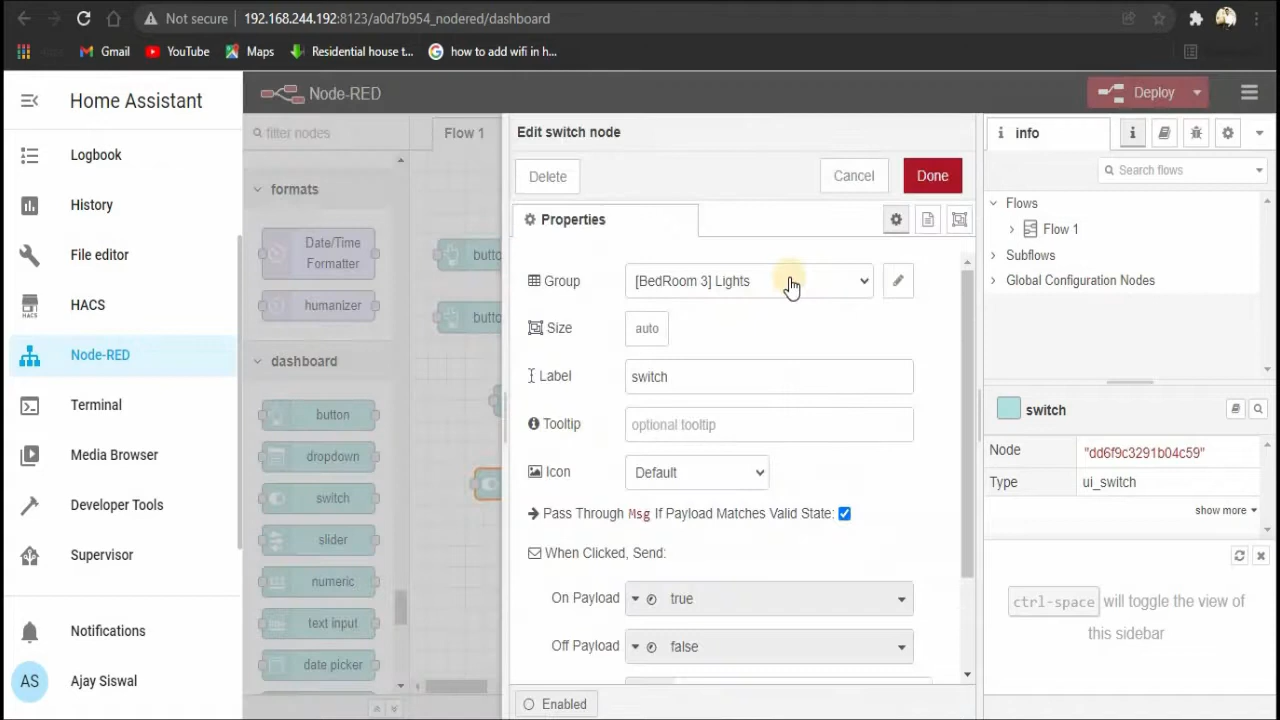 Not secure 192.168.244.192:8123/a0d7b954_nodered/dashboard
Gmail YouTube Maps Residential house t... how to add wifi in h...
Home Assistant
Logbook
History
File editor
HACS
Node-RED
Terminal
Media Browser
Developer Tools
Supervisor
Notifications
AS Ajay Siswal
Node-RED
Deploy
filter nodes
formats
Date/Time Formatter
humanizer
dashboard
button
dropdown
switch
slider
numeric
text input
date picker
Flow 1
button
button
Edit switch node
Delete Cancel Done
Properties
Group [BedRoom 3] Lights
Size auto
Label switch
Tooltip optional tooltip
Icon Default
Pass Through Msg If Payload Matches Valid State:
When Clicked, Send:
On Payload true
Off Payload false
Enabled
i info i
Search flows
Flows
Flow 1
Subflows
Global Configuration Nodes
switch
Node "dd6f9c3291b04c59"
Type ui_switch
show more
ctrl-space will toggle the view of
this sidebar